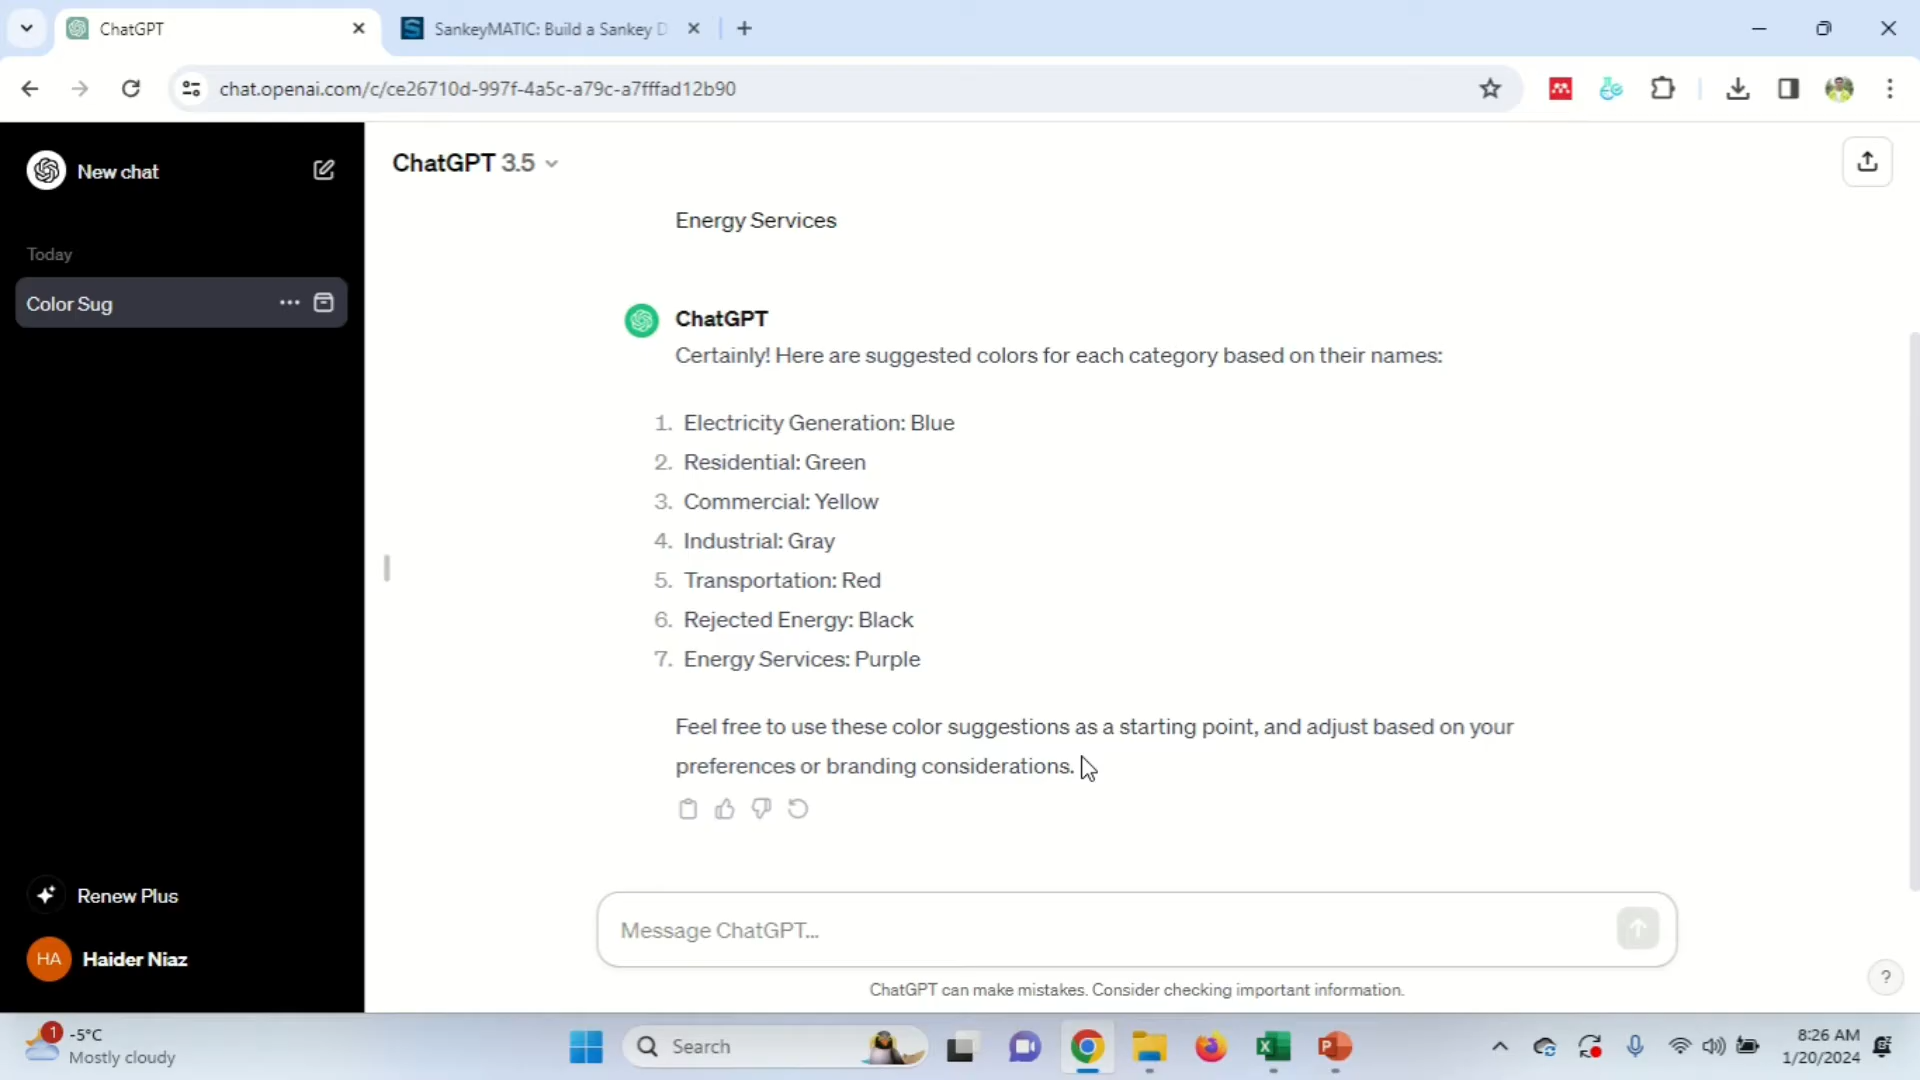 ChatGPT
SankeyMATIC: Build a Sankey D
chat.openai.com/c/ce26710d-997f-4a5c-a79c-a7fffad12b90
New chat
ChatGPT 3.5
Today
Color Sug
Energy Services
ChatGPT
Certainly! Here are suggested colors for each category based on their names:
1. Electricity Generation: Blue
2. Residential: Green
3. Commercial: Yellow
4. Industrial: Gray
5. Transportation: Red
6. Rejected Energy: Black
7. Energy Services: Purple
Feel free to use these color suggestions as a starting point, and adjust based on your
preferences or branding considerations.
Renew Plus
HA Haider Niaz
Message ChatGPT...
ChatGPT can make mistakes. Consider checking important information.
?
1
-5°C
Mostly cloudy
Search
8:26 AM
1/20/2024